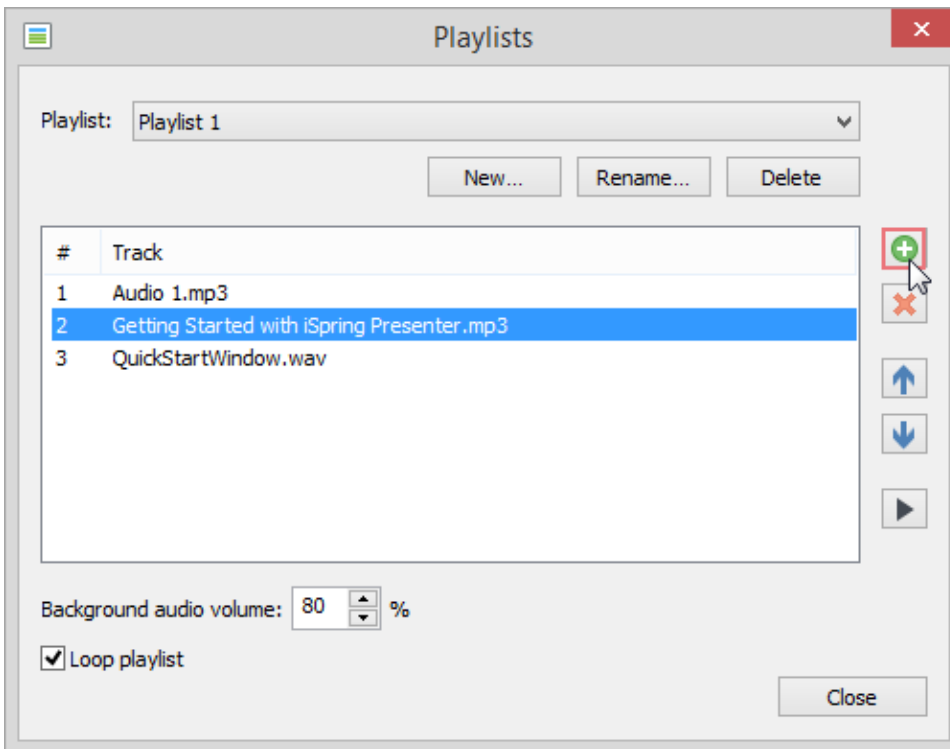 Playlists
Playlist: Playlist 1
New... Rename... Delete
# Track
1 Audio 1.mp3
2 Getting Started with iSpring Presenter.mp3
3 QuickStartWindow.wav
Background audio volume: 80 %
Loop playlist
Close